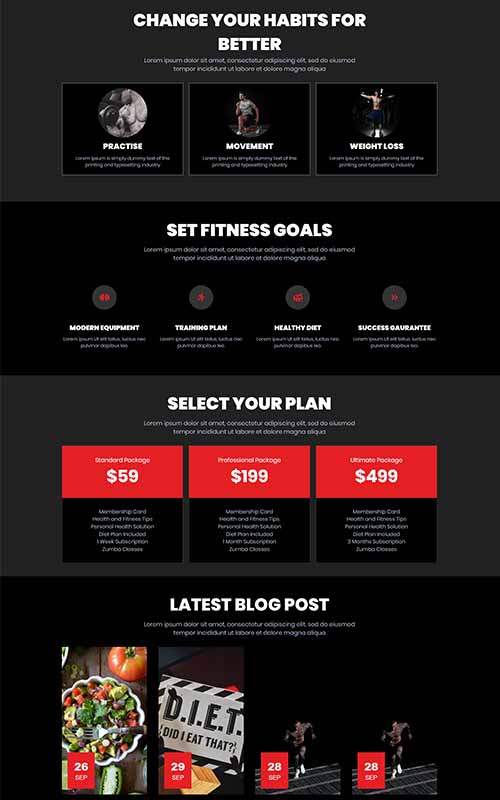 CHANGE YOUR HABITS FOR
BETTER
Lorem ipsum dolor sit amet, consectetur adipiscing elit, sed do eiusmod
tempor incididunt ut labore et dolore magna aliqua
PRACTISE
Lorem Ipsum is simply dummy text of the
printing and typesetting industry.
MOVEMENT
Lorem Ipsum is simply dummy text of the
printing and typesetting industry.
WEIGHT LOSS
Lorem Ipsum is simply dummy text of the
printing and typesetting industry.
SET FITNESS GOALS
Lorem ipsum dolor sit amet, consectetur adipiscing elit, sed do eiusmod
tempor incididunt ut labore et dolore magna aliqua
MODERN EQUIPMENT
Lorem ipsum ut elit tellus, luctus nec
pulvinar dapibus leo.
TRAINING PLAN
Lorem ipsum ut elit tellus, luctus nec
pulvinar dapibus leo.
HEALTHY DIET
Lorem ipsum ut elit tellus, luctus nec
pulvinar dapibus leo.
SUCCESS GAURANTEE
Lorem ipsum ut elit tellus, luctus nec
pulvinar dapibus leo.
SELECT YOUR PLAN
Lorem ipsum dolor sit amet, consectetur adipiscing elit, sed do eiusmod
tempor incididunt ut labore et dolore magna aliqua
Standard Package
$59
Membership Card
Health and Fitness Tips
Personal Health Solution
Diet Plan Included
1 Week Subscription
Zumba Classes
Professional Package
$199
Membership Card
Health and Fitness Tips
Personal Health Solution
Diet Plan Included
1 Month Subscription
Zumba Classes
Ultimate Package
$499
Membership Card
Health and Fitness Tips
Personal Health Solution
Diet Plan Included
3 Months Subscription
Zumba Classes
LATEST BLOG POST
Lorem ipsum dolor sit amet, consectetur adipiscing elit, sed do eiusmod
tempor incididunt ut labore et dolore magna aliqua
26
SEP
D.I.E.T.
DID I EAT THAT?
29
SEP
28
SEP
28
SEP